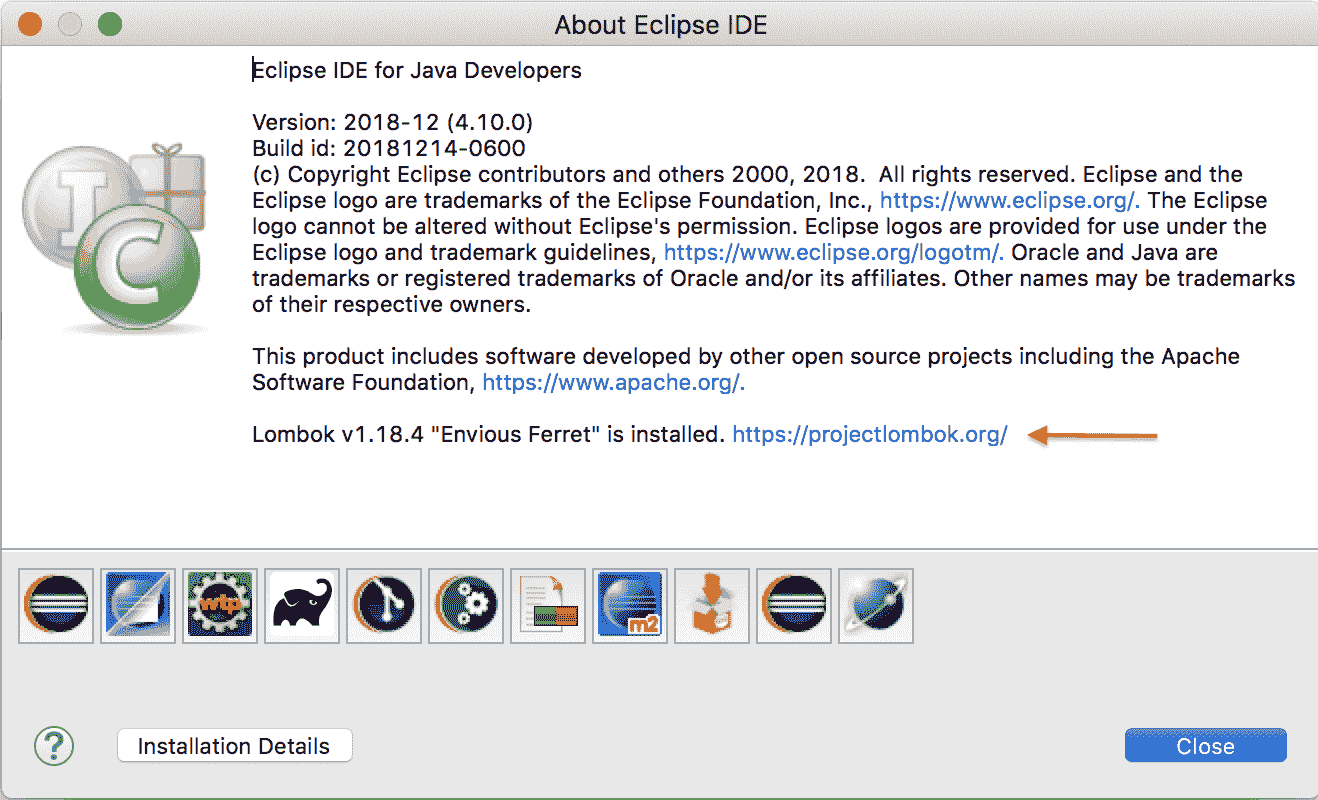 About Eclipse IDE
Eclipse IDE for Java Developers
Version: 2018-12 (4.10.0)
Build id: 20181214-0600
(c) Copyright Eclipse contributors and others 2000, 2018.  All rights reserved. Eclipse and the
Eclipse logo are trademarks of the Eclipse Foundation, Inc., https://www.eclipse.org/. The Eclipse
logo cannot be altered without Eclipse's permission. Eclipse logos are provided for use under the
Eclipse logo and trademark guidelines, https://www.eclipse.org/logotm/. Oracle and Java are
trademarks or registered trademarks of Oracle and/or its affiliates. Other names may be trademarks
of their respective owners.
This product includes software developed by other open source projects including the Apache
Software Foundation, https://www.apache.org/.
Lombok v1.18.4 "Envious Ferret" is installed. https://projectlombok.org/
I
C
wtp
m2
?
Installation Details
Close